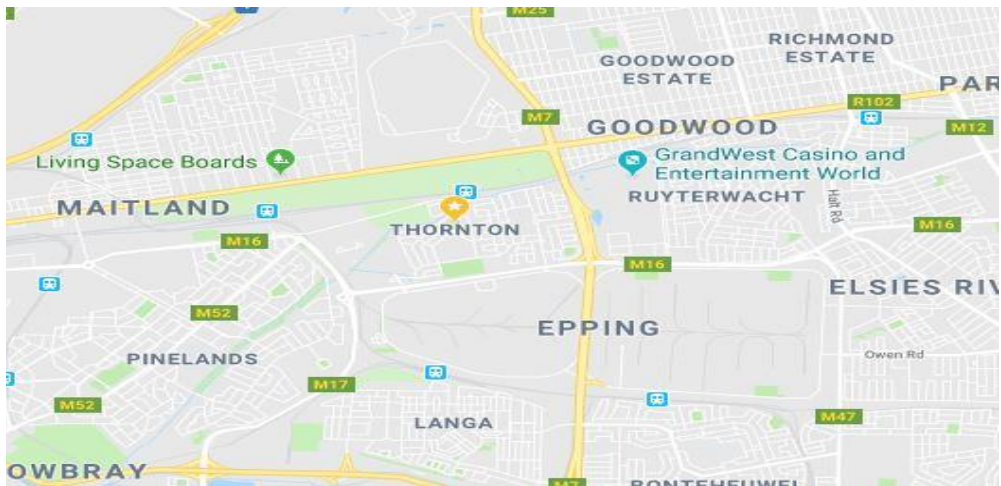 M25
RICHMOND
ESTATE
GOODWOOD
ESTATE
PAR
R102
M7
GOODWOOD
M12
Living Space Boards
GrandWest Casino and
Entertainment World
MAITLAND
RUYTERWACHT
Halt Rd
THORNTON
M16
M16
M16
ELSIES RIV
M52
EPPING
PINELANDS
Owen Rd
M17
M52
LANGA
M47
OWBRAY
M7
BONTEHEUWEL